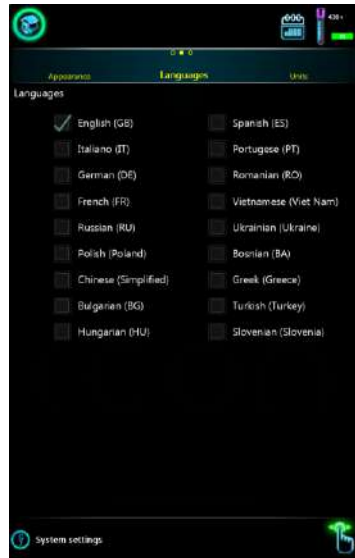 430+
Appearance Languages Units
Languages
English (GB) Spanish (ES)
Italiano (IT) Portugese (PT)
German (DE) Romanian (RO)
French (FR) Vietnamese (Viet Nam)
Russian (RU) Ukrainian (Ukraine)
Polish (Poland) Bosnian (BA)
Chinese (Simplified) Greek (Greece)
Bulgarian (BG) Turkish (Turkey)
Hungarian (HU) Slovenian (Slovenia)
System settings